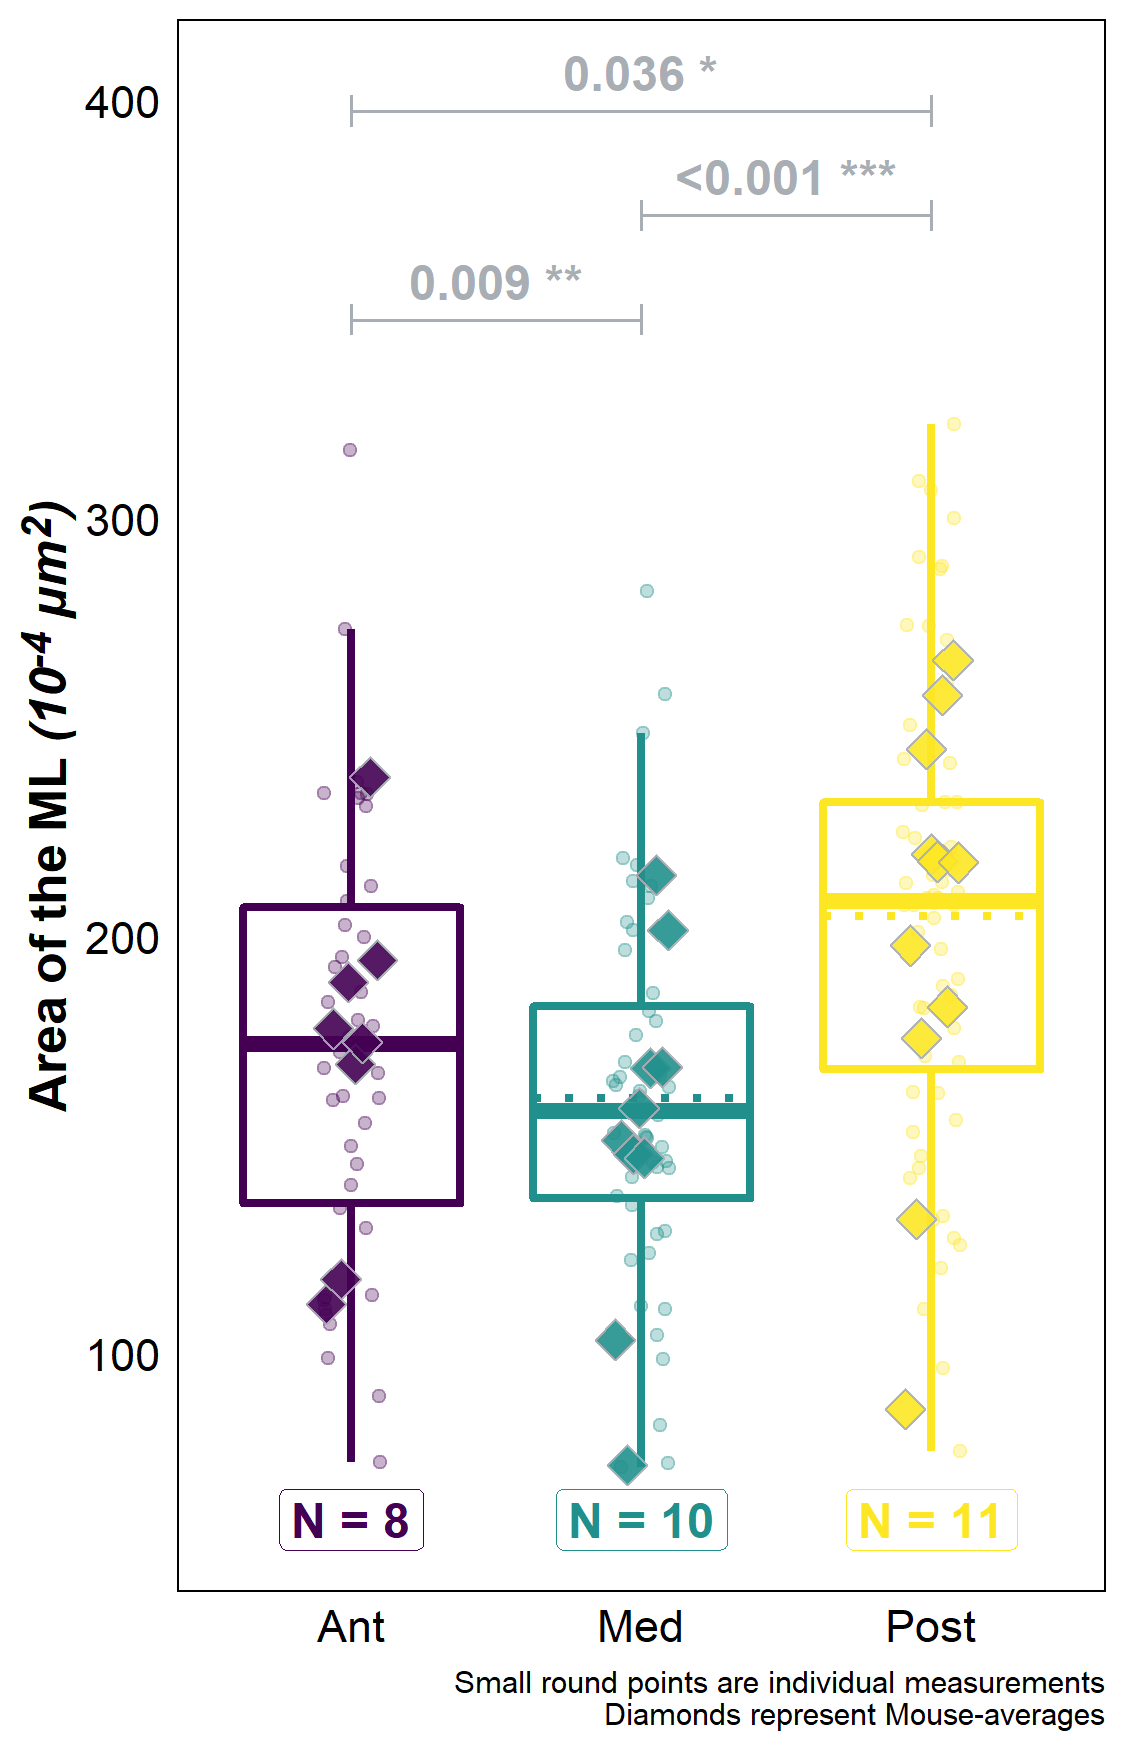 0.036 *
<0.001 ***
0.009 **
400
300
200
100
Area of the ML (10⁻⁴ µm²)
N = 8
N = 10
N = 11
Ant
Med
Post
Small round points are individual measurements
Diamonds represent Mouse-averages